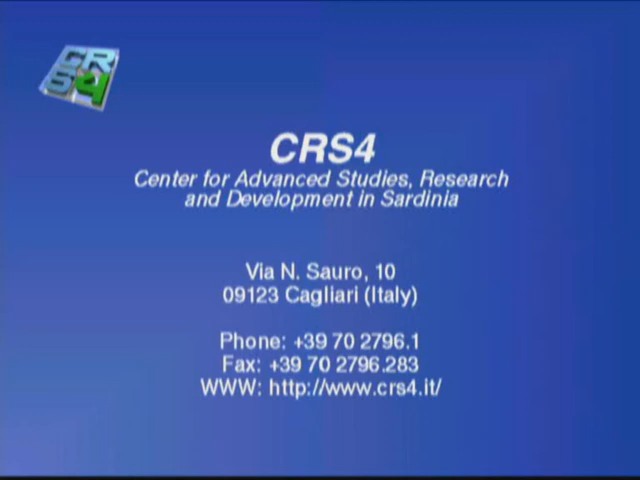 CRS4
CRS4
Center for Advanced Studies, Research
and Development in Sardinia
Via N. Sauro, 10
09123 Cagliari (Italy)
Phone: +39 70 2796.1
Fax: +39 70 2796.283
WWW: http://www.crs4.it/